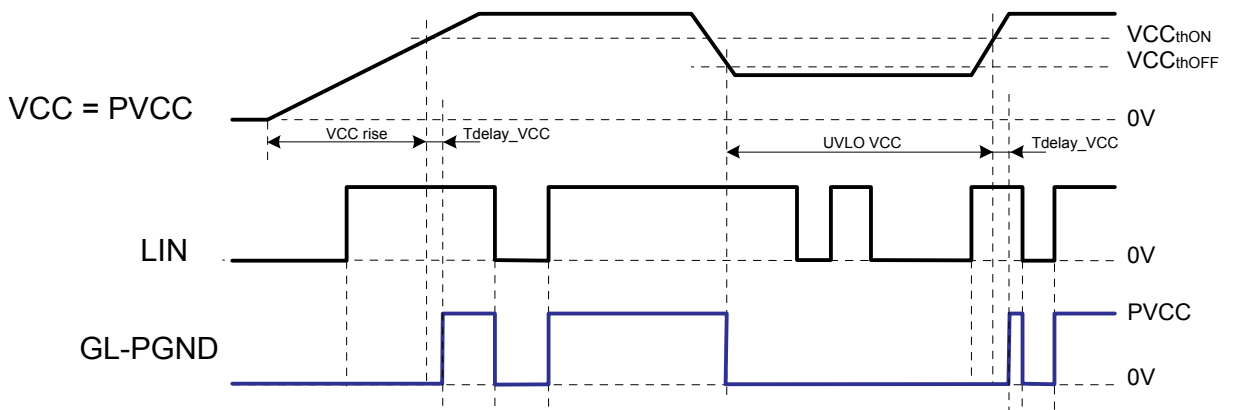 VCCthON
VCCthOFF
VCC = PVCC
0V
VCC rise
Tdelay_VCC
UVLO VCC
Tdelay_VCC
LIN
0V
PVCC
GL-PGND
0V